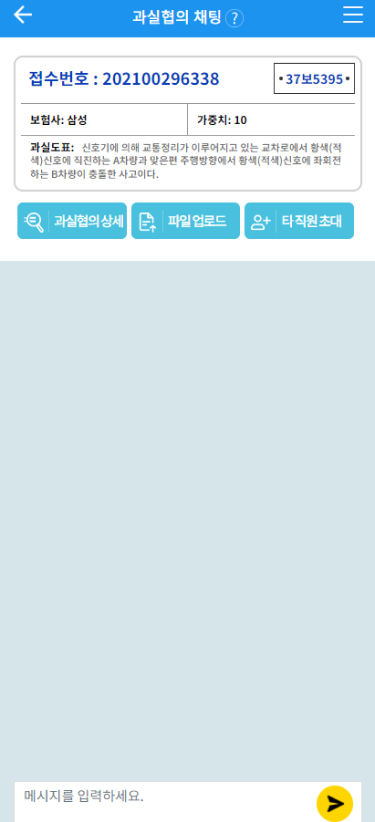 과실협의 채팅 ?
접수번호 : 202100296338
37보5395
보험사: 삼성
가중치: 10
과실도표: 신호기에 의해 교통정리가 이루어지고 있는 교차로에서 황색(적
색)신호에 직진하는 A차량과 맞은편 주행방향에서 황색(적색)신호에 좌회전
하는 B차량이 충돌한 사고이다.
과실협의 상세
파일 업로드
타 직원 초대
메시지를 입력하세요.